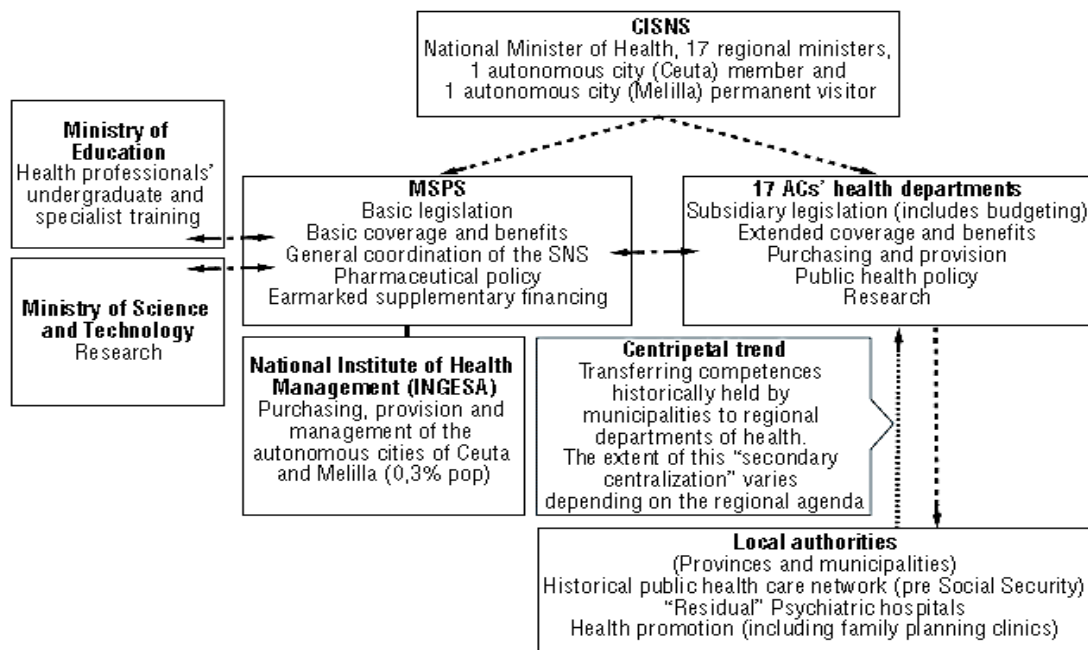 CISNS
National Minister of Health, 17 regional ministers,
1 autonomous city (Ceuta) member and
1 autonomous city (Melilla) permanent visitor
Ministry of
Education
Health professionals'
undergraduate and
specialist training
MSPS
Basic legislation
Basic coverage and benefits
General coordination of the SNS
Pharmaceutical policy
Earmarked supplementary financing
17 ACs' health departments
Subsidiary legislation (includes budgeting)
Extended coverage and benefits
Purchasing and provision
Public health policy
Research
Ministry of Science
and Technology
Research
National Institute of Health
Management (INGESA)
Purchasing, provision and
management of the
autonomous cities of Ceuta
and Melilla (0,3% pop)
Centripetal trend
Transferring competences
historically held by
municipalities to regional
departments of health.
The extent of this "secondary
centralization" varies
depending on the regional agenda
Local authorities
(Provinces and municipalities)
Historical public health care network (pre Social Security)
"Residual" Psychiatric hospitals
Health promotion (including family planning clinics)